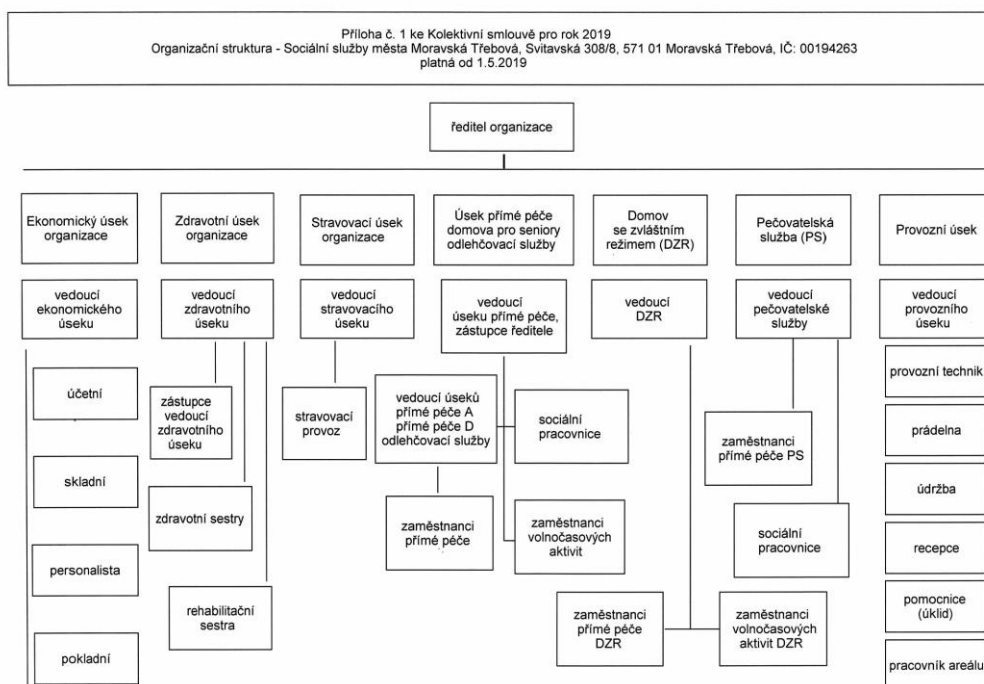 Příloha č. 1 ke Kolektivní smlouvě pro rok 2019
Organizační struktura - Sociální služby města Moravská Třebová, Svitavská 308/8, 571 01 Moravská Třebová, IČ: 00194263
platná od 1.5.2019
ředitel organizace
Ekonomický úsek
organizace
Zdravotní úsek
organizace
Stravovací úsek
organizace
Úsek přímé péče
domova pro seniory
odlehčovací služby
Domov
se zvláštním
režimem (DZR)
Pečovatelská
služba (PS)
Provozní úsek
vedoucí
ekonomického
úseku
vedoucí
zdravotního
úseku
vedoucí
stravovacího
úseku
vedoucí
úseku přímé péče,
zástupce ředitele
vedoucí
DZR
vedoucí
pečovatelské
služby
vedoucí
provozního
úseku
účetní
skladní
personalista
pokladní
zástupce
vedoucí
zdravotního
úseku
zdravotní sestry
rehabilitační
sestra
stravovací
provoz
vedoucí úseků
přímé péče A
přímé péče D
odlehčovací služby
sociální
pracovnice
zaměstnanci
přímé péče
zaměstnanci
volnočasových
aktivit
zaměstnanci
přímé péče
DZR
zaměstnanci
volnočasových
aktivit DZR
zaměstnanci
přímé péče PS
sociální
pracovnice
provozní technik
prádelna
údržba
recepce
pomocnice
(úklid)
pracovník areálu